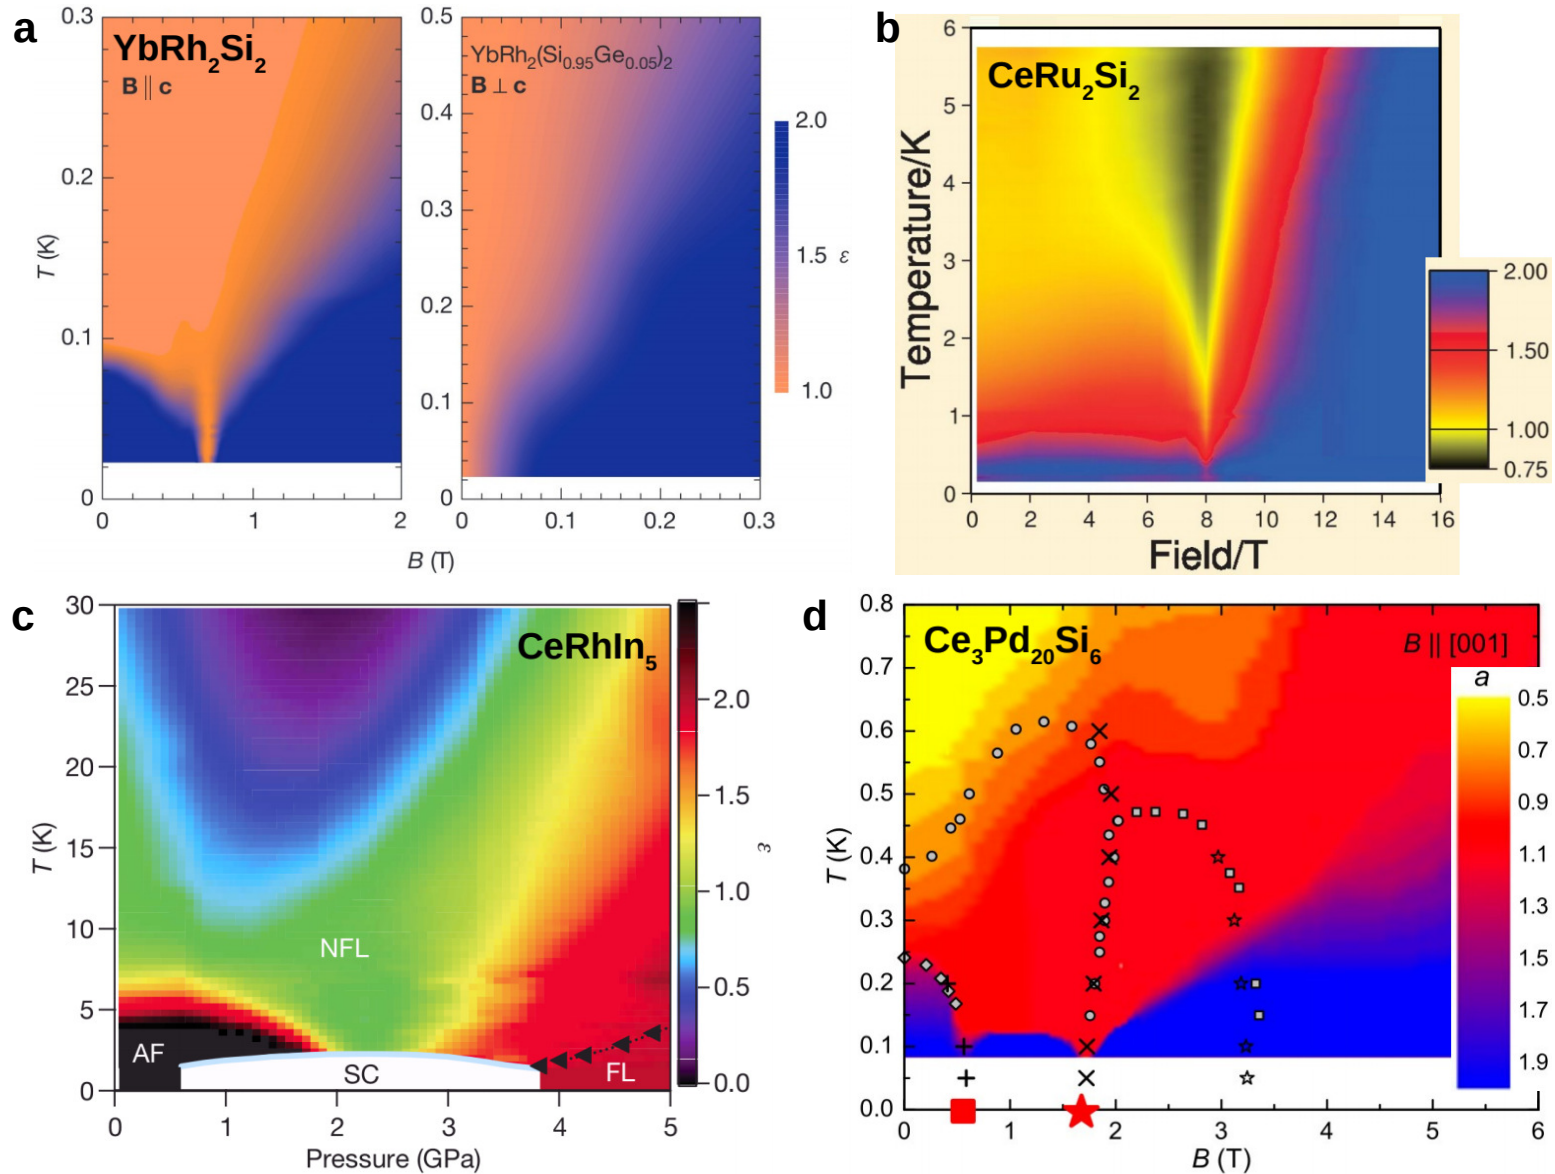 a
YbRh2Si2
B || c
YbRh2(Si0.95Ge0.05)2
B ⊥ c
0.3
0.2
0.1
0
T (K)
0 1 2
0.5
0.4
0.3
0.2
0.1
0
0 0.1 0.2 0.3
B (T)
2.0
1.5
1.0
ε
b
CeRu2Si2
Temperature/K
6
5
4
3
2
1
0
0 2 4 6 8 10 12 14 16
Field/T
2.00
1.50
1.00
0.75
c
CeRhIn5
30
25
20
15
10
5
0
T (K)
NFL
AF
SC
FL
0 1 2 3 4 5
Pressure (GPa)
2.0
1.5
1.0
0.5
0.0
ε
d
Ce3Pd20Si6
B || [001]
0.8
0.7
0.6
0.5
0.4
0.3
0.2
0.1
0.0
T (K)
0 1 2 3 4 5 6
B (T)
a
0.5
0.7
0.9
1.1
1.3
1.5
1.7
1.9